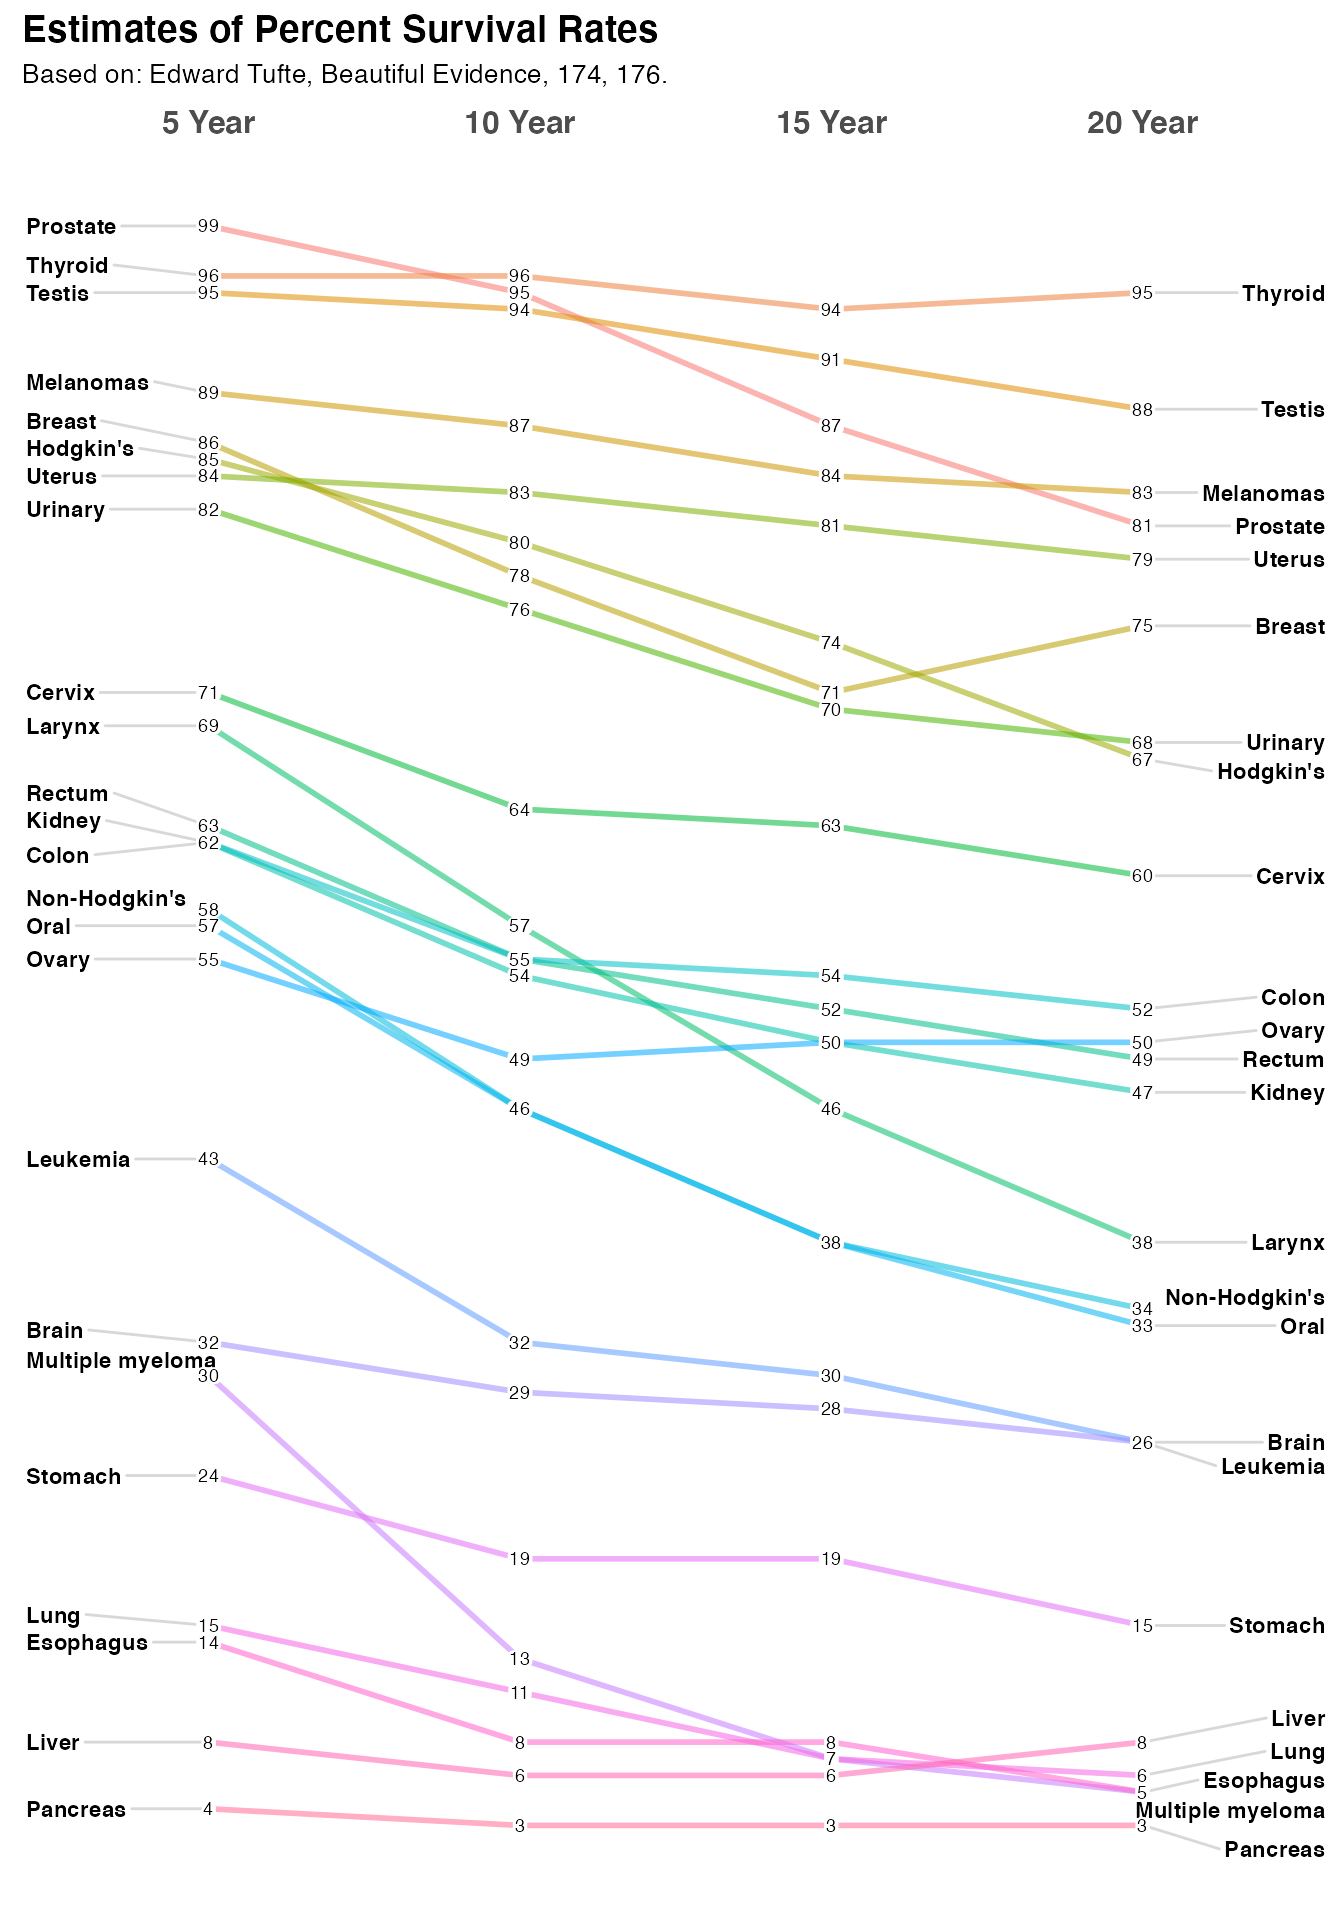 Estimates of Percent Survival Rates
Based on: Edward Tufte, Beautiful Evidence, 174, 176.
5 Year 10 Year 15 Year 20 Year
Prostate 99
Thyroid 96 96
Testis 95 95 95 Thyroid
94 94
91
Melanomas 89 88 Testis
87 87
Breast 86
Hodgkin's 85
Uterus 84 84
83 83 Melanomas
Urinary 82
81 81 Prostate
80 79 Uterus
78
76 75 Breast
74
Cervix 71 71
70
Larynx 69
68 Urinary
67 Hodgkin's
64
Rectum 63 63
Kidney
62
Colon
60 Cervix
Non-Hodgkin's 58
Oral 57 57
Ovary 55 55
54 54
52 52 Colon
50 50 Ovary
49 49 Rectum
47 Kidney
46 46
Leukemia 43
38 38 Larynx
34 Non-Hodgkin's
33 Oral
Brain 32 32
Multiple myeloma 30 30
29
28
26 Brain
Leukemia
Stomach 24
19 19
Lung 15 15 Stomach
Esophagus 14
13
11
Liver 8 8 8 8 Liver
7
6 6 6 Lung
5 Esophagus
Multiple myeloma
Pancreas 4
3 3 3
Pancreas